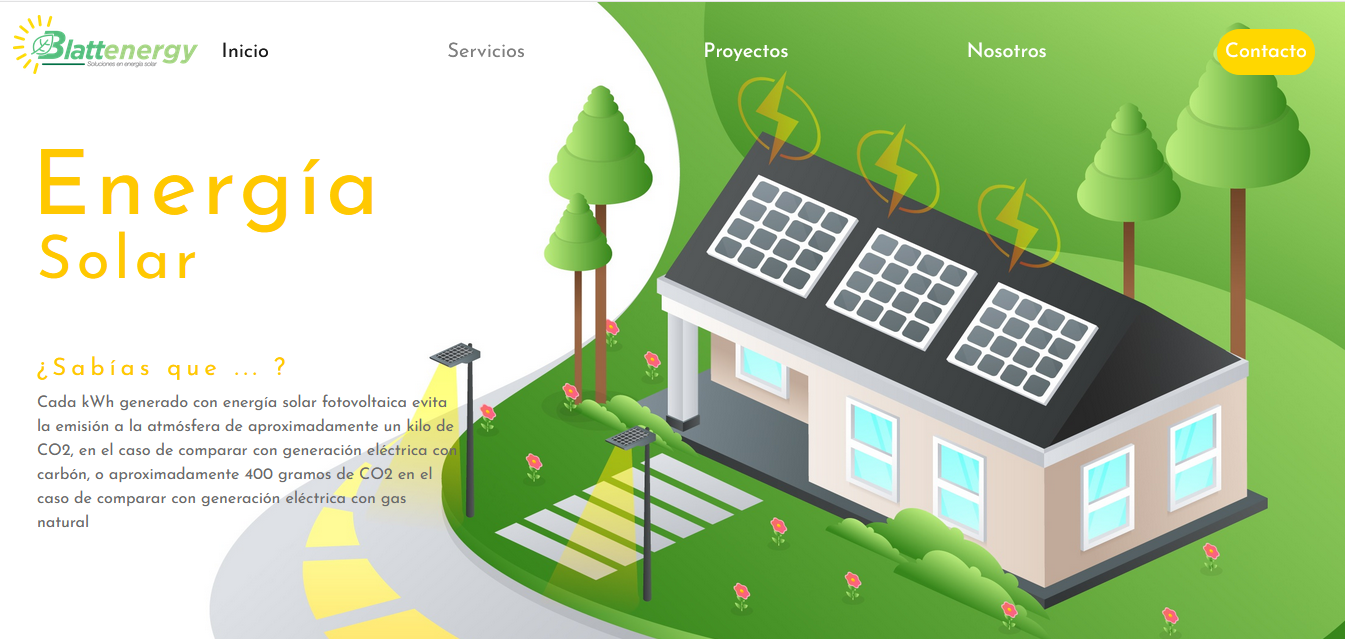 Blattenergy
Soluciones en energía solar
Inicio Servicios Proyectos Nosotros Contacto
Energía
Solar
¿Sabías que ... ?
Cada kWh generado con energía solar fotovoltaica evita
la emisión a la atmósfera de aproximadamente un kilo de
CO2, en el caso de comparar con generación eléctrica con
carbón, o aproximadamente 400 gramos de CO2 en el
caso de comparar con generación eléctrica con gas
natural